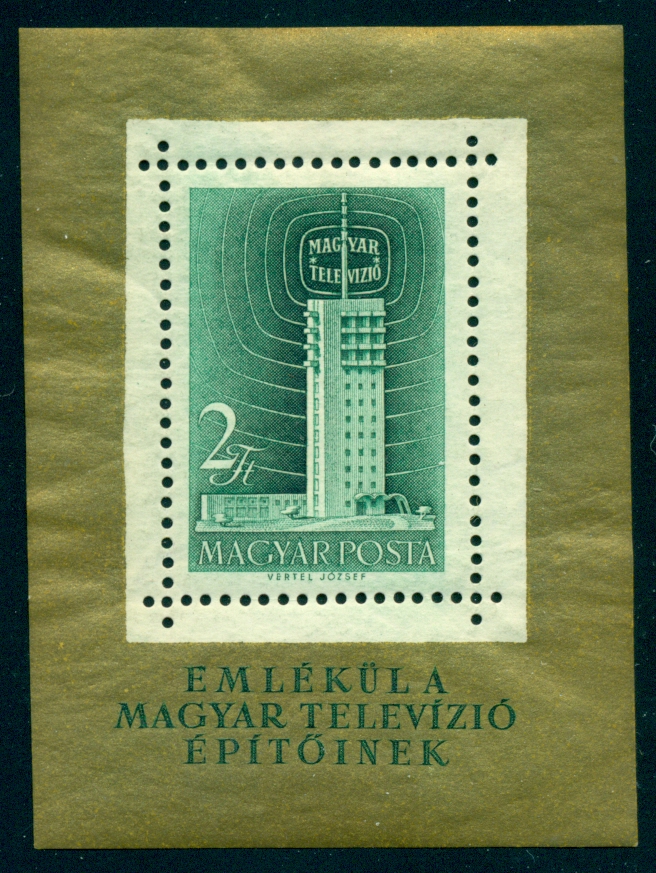 MAGYAR
* TELEVIZIÓ *
2 Ft
MAGYAR POSTA
VERTEL JÓZSEF
EMLÉKÜL A
MAGYAR TELEVÍZIÓ
ÉPÍTŐINEK